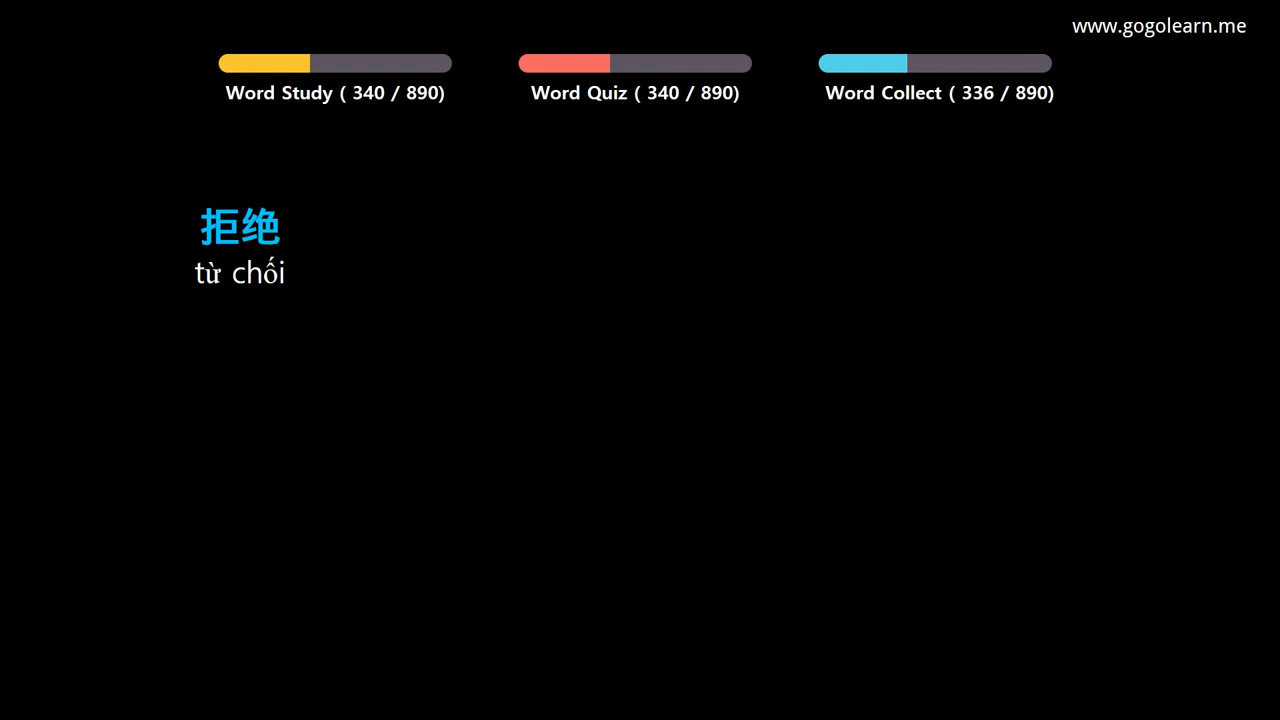 www.gogolearn.me
Word Study ( 340 / 890)
Word Quiz ( 340 / 890)
Word Collect ( 336 / 890)
拒绝
từ chối